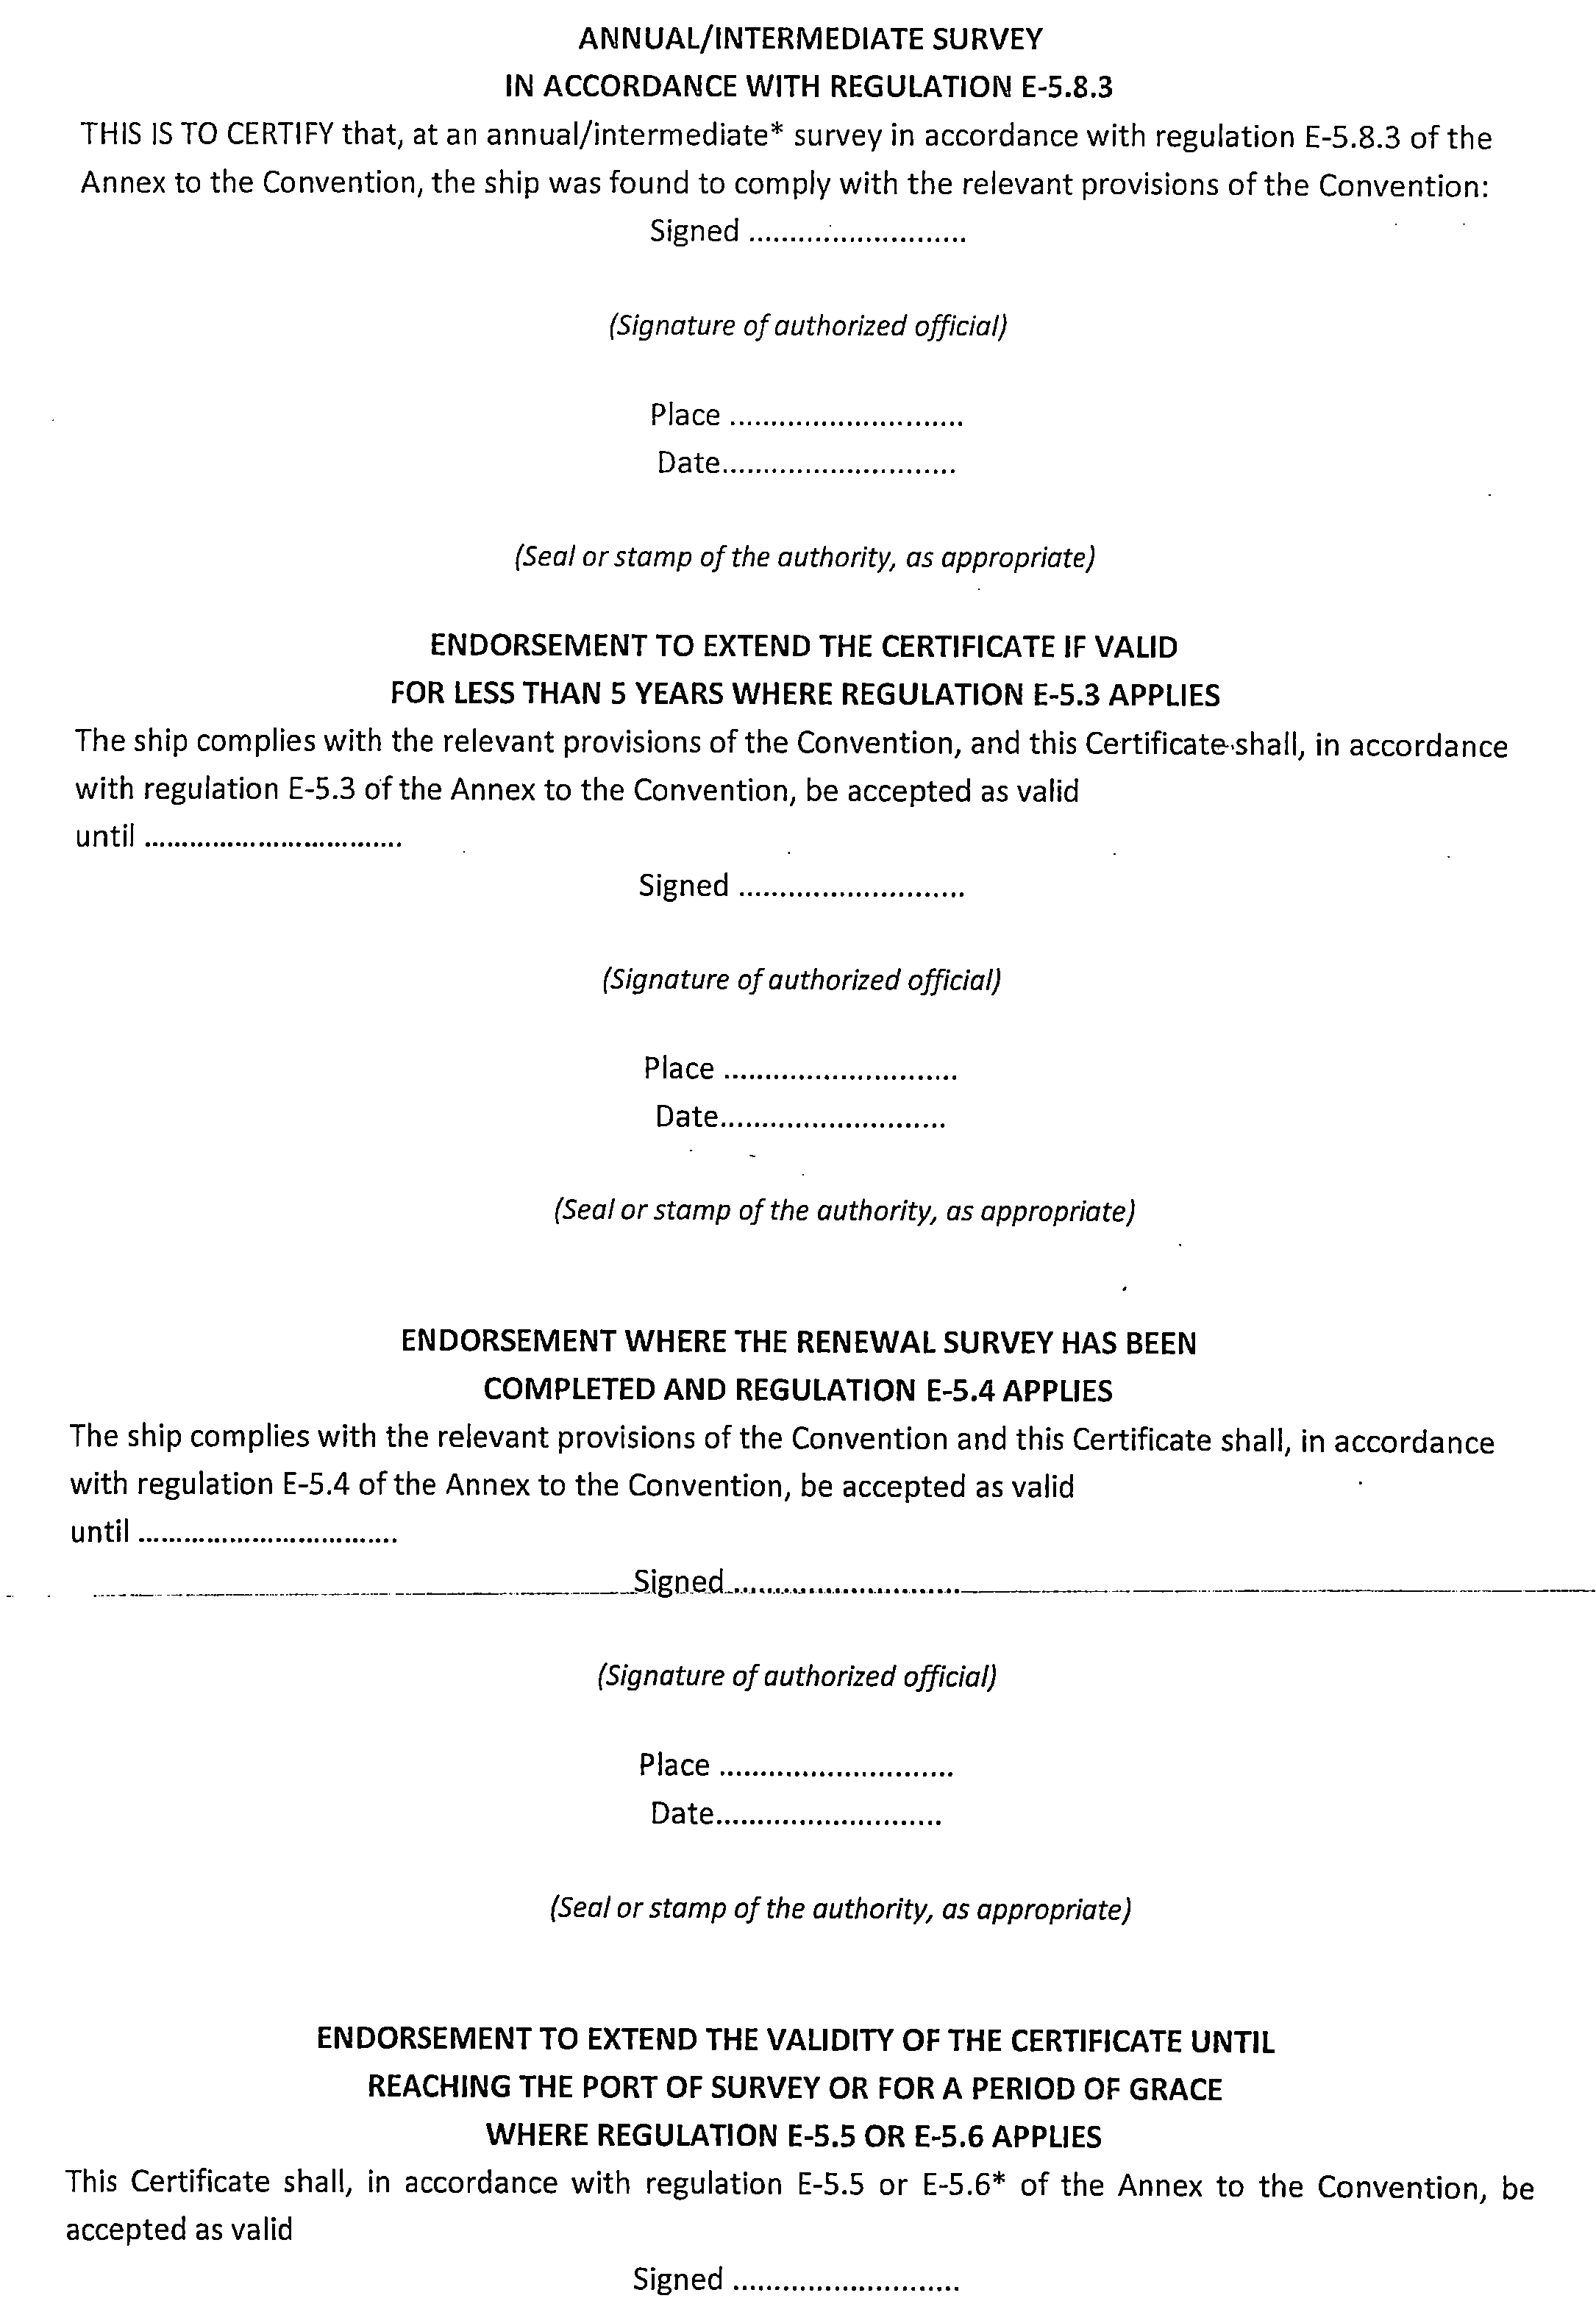 ANNUAL/INTERMEDIATE SURVEY
IN ACCORDANCE WITH REGULATION E-5.8.3
THIS IS TO CERTIFY that, at an annual/intermediate* survey in accordance with regulation E-5.8.3 of the
Annex to the Convention, the ship was found to comply with the relevant provisions of the Convention:
Signed ..........................
(Signature of authorized official)
Place ............................
Date............................
(Seal or stamp of the authority, as appropriate)
ENDORSEMENT TO EXTEND THE CERTIFICATE IF VALID
FOR LESS THAN 5 YEARS WHERE REGULATION E-5.3 APPLIES
The ship complies with the relevant provisions of the Convention, and this Certificate shall, in accordance
with regulation E-5.3 of the Annex to the Convention, be accepted as valid
until ..................................
Signed ...........................
(Signature of authorized official)
Place ............................
Date...........................
(Seal or stamp of the authority, as appropriate)
ENDORSEMENT WHERE THE RENEWAL SURVEY HAS BEEN
COMPLETED AND REGULATION E-5.4 APPLIES
The ship complies with the relevant provisions of the Convention and this Certificate shall, in accordance
with regulation E-5.4 of the Annex to the Convention, be accepted as valid
until ..................................
Signed ...........................
(Signature of authorized official)
Place ............................
Date...........................
(Seal or stamp of the authority, as appropriate)
ENDORSEMENT TO EXTEND THE VALIDITY OF THE CERTIFICATE UNTIL
REACHING THE PORT OF SURVEY OR FOR A PERIOD OF GRACE
WHERE REGULATION E-5.5 OR E-5.6 APPLIES
This Certificate shall, in accordance with regulation E-5.5 or E-5.6* of the Annex to the Convention, be
accepted as valid
Signed ...........................